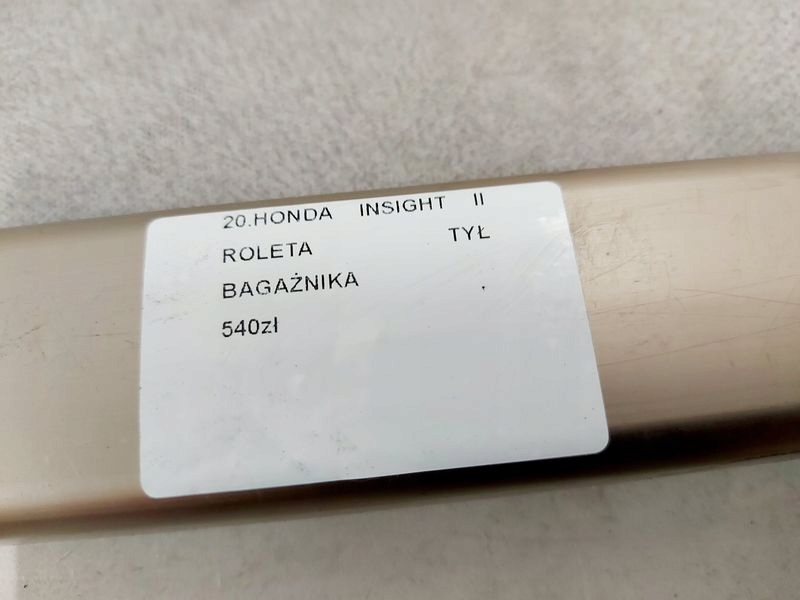 20.HONDA INSIGHT II
ROLETA TYŁ
BAGAŻNIKA
540zł